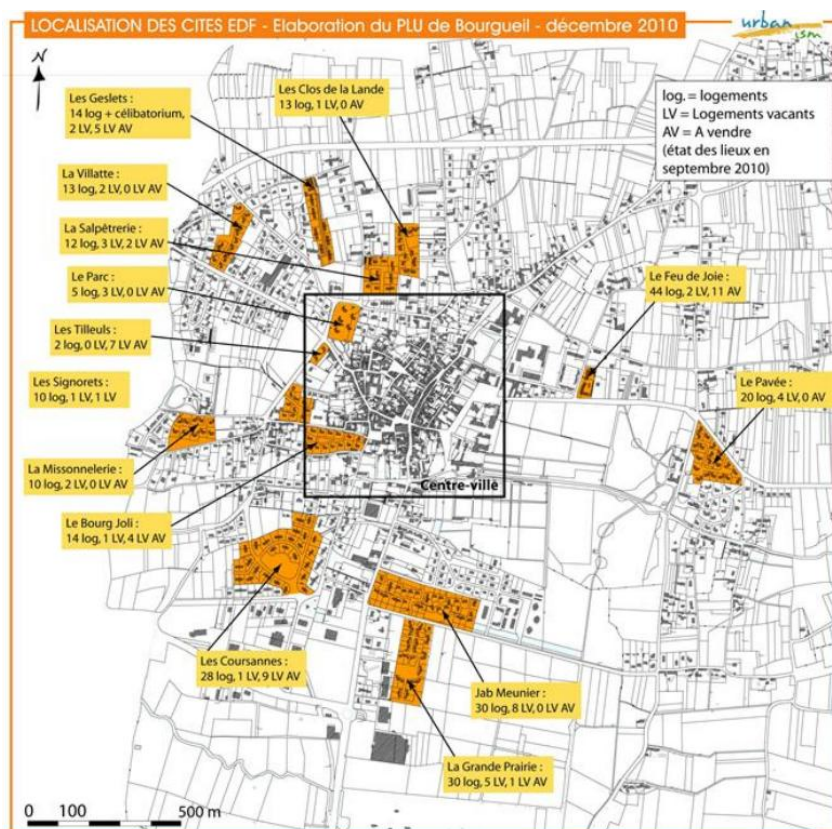 LOCALISATION DES CITES EDF - Elaboration du PLU de Bourgueil - décembre 2010
urban
ism
N
Les Geslets :
14 log + célibatorium,
2 LV, 5 LV AV
Les Clos de la Lande
13 log, 1 LV, 0 AV
log. = logements
LV = Logements vacants
AV = A vendre
(état des lieux en
septembre 2010)
La Villatte :
13 log, 2 LV, 0 LV AV
La Salpêtrerie :
12 log, 3 LV, 2 LV AV
Le Parc :
5 log, 3 LV, 0 LV AV
Le Feu de Joie :
44 log, 2 LV, 11 AV
Les Tilleuls :
2 log, 0 LV, 7 LV AV
Les Signorets :
10 log, 1 LV, 1 LV
Le Pavée :
20 log, 4 LV, 0 AV
La Missonnelerie :
10 log, 2 LV, 0 LV AV
Centre-ville
Le Bourg Joli :
14 log, 1 LV, 4 LV AV
Les Coursannes :
28 log, 1 LV, 9 LV AV
Jab Meunier :
30 log, 8 LV, 0 LV AV
La Grande Prairie :
30 log, 5 LV, 1 LV AV
0 100 500 m